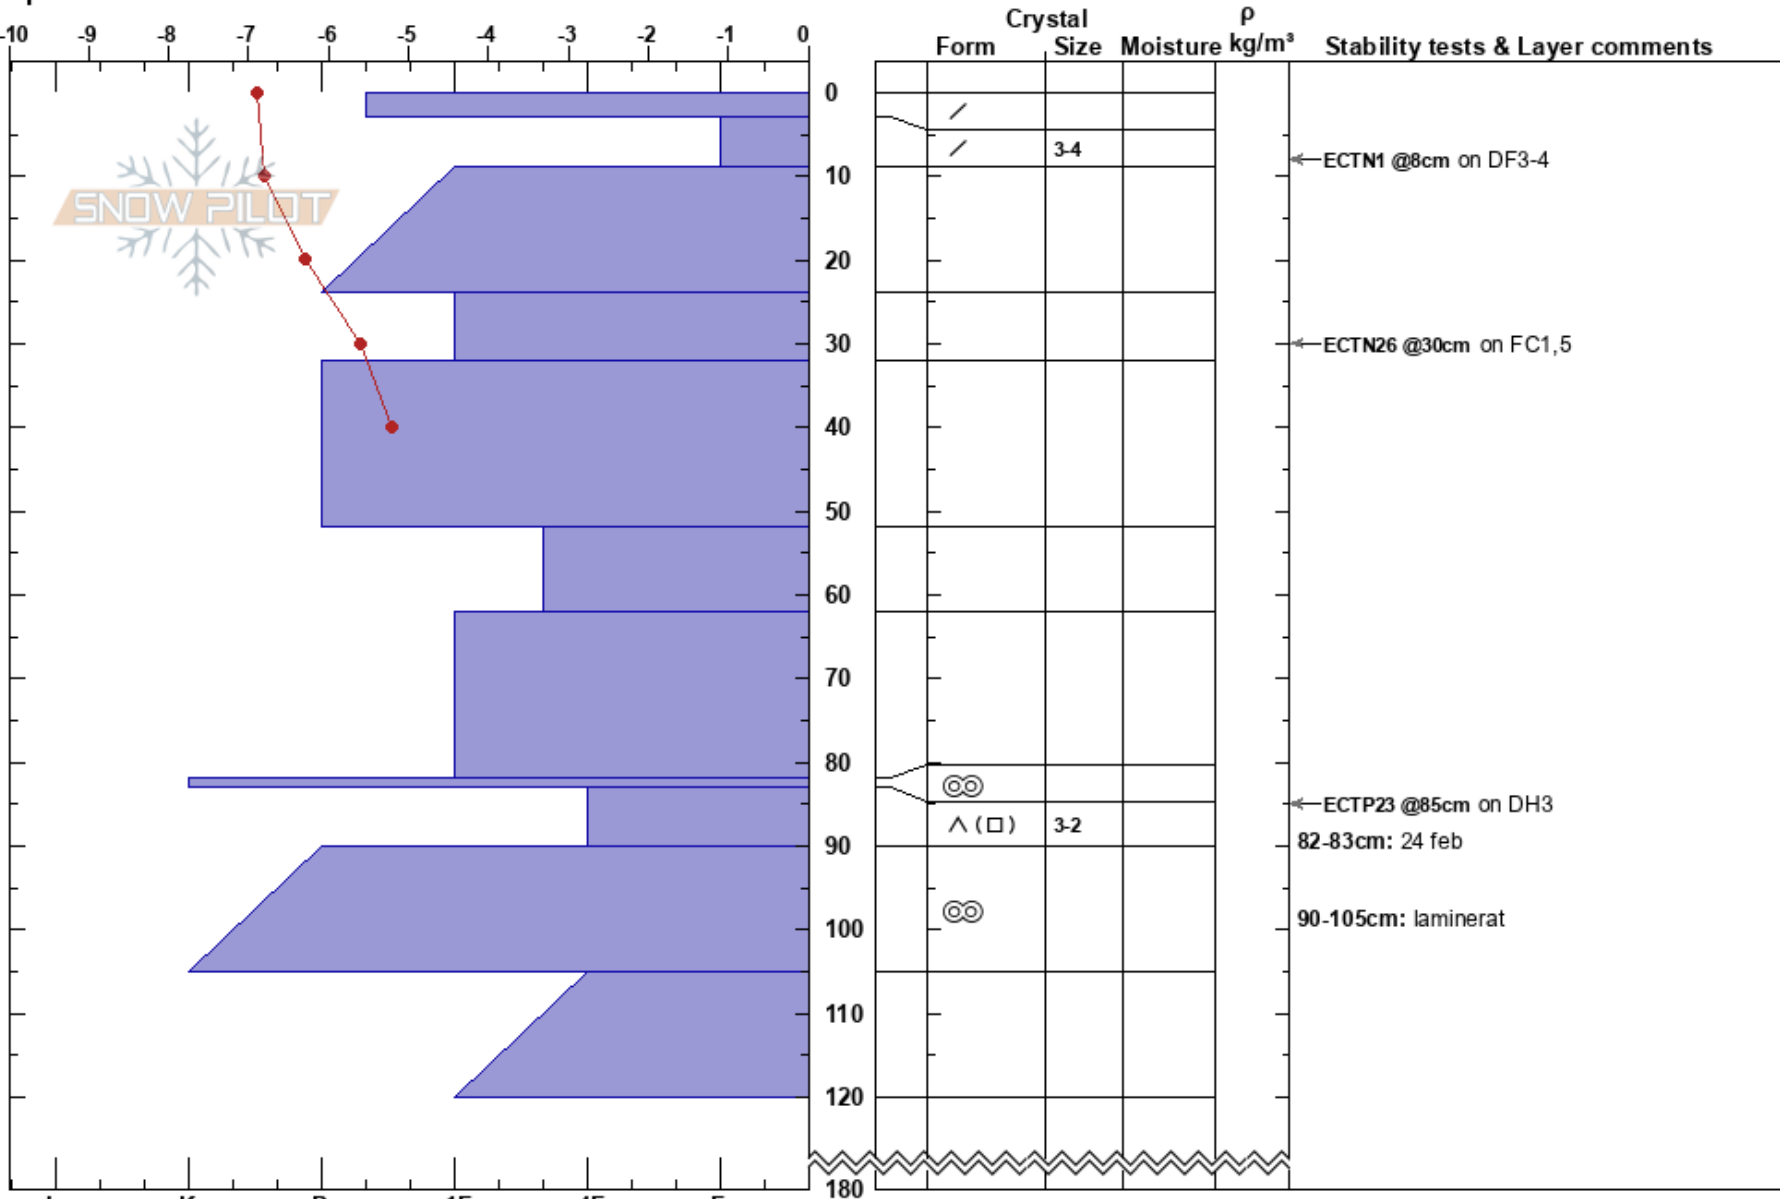 Crystal ρ
-10 -9 -8 -7 -6 -5 -4 -3 -2 -1 0 Form Size Moisture kg/m³ Stability tests & Layer comments
0
3-4
ECTN1 @8cm on DF3-4
10
SNOW PILOT
20
30 ECTN26 @30cm on FC1,5
40
50
60
70
80
ECTP23 @85cm on DH3
3-2
82-83cm: 24 feb
90
90-105cm: laminerat
100
110
120
180